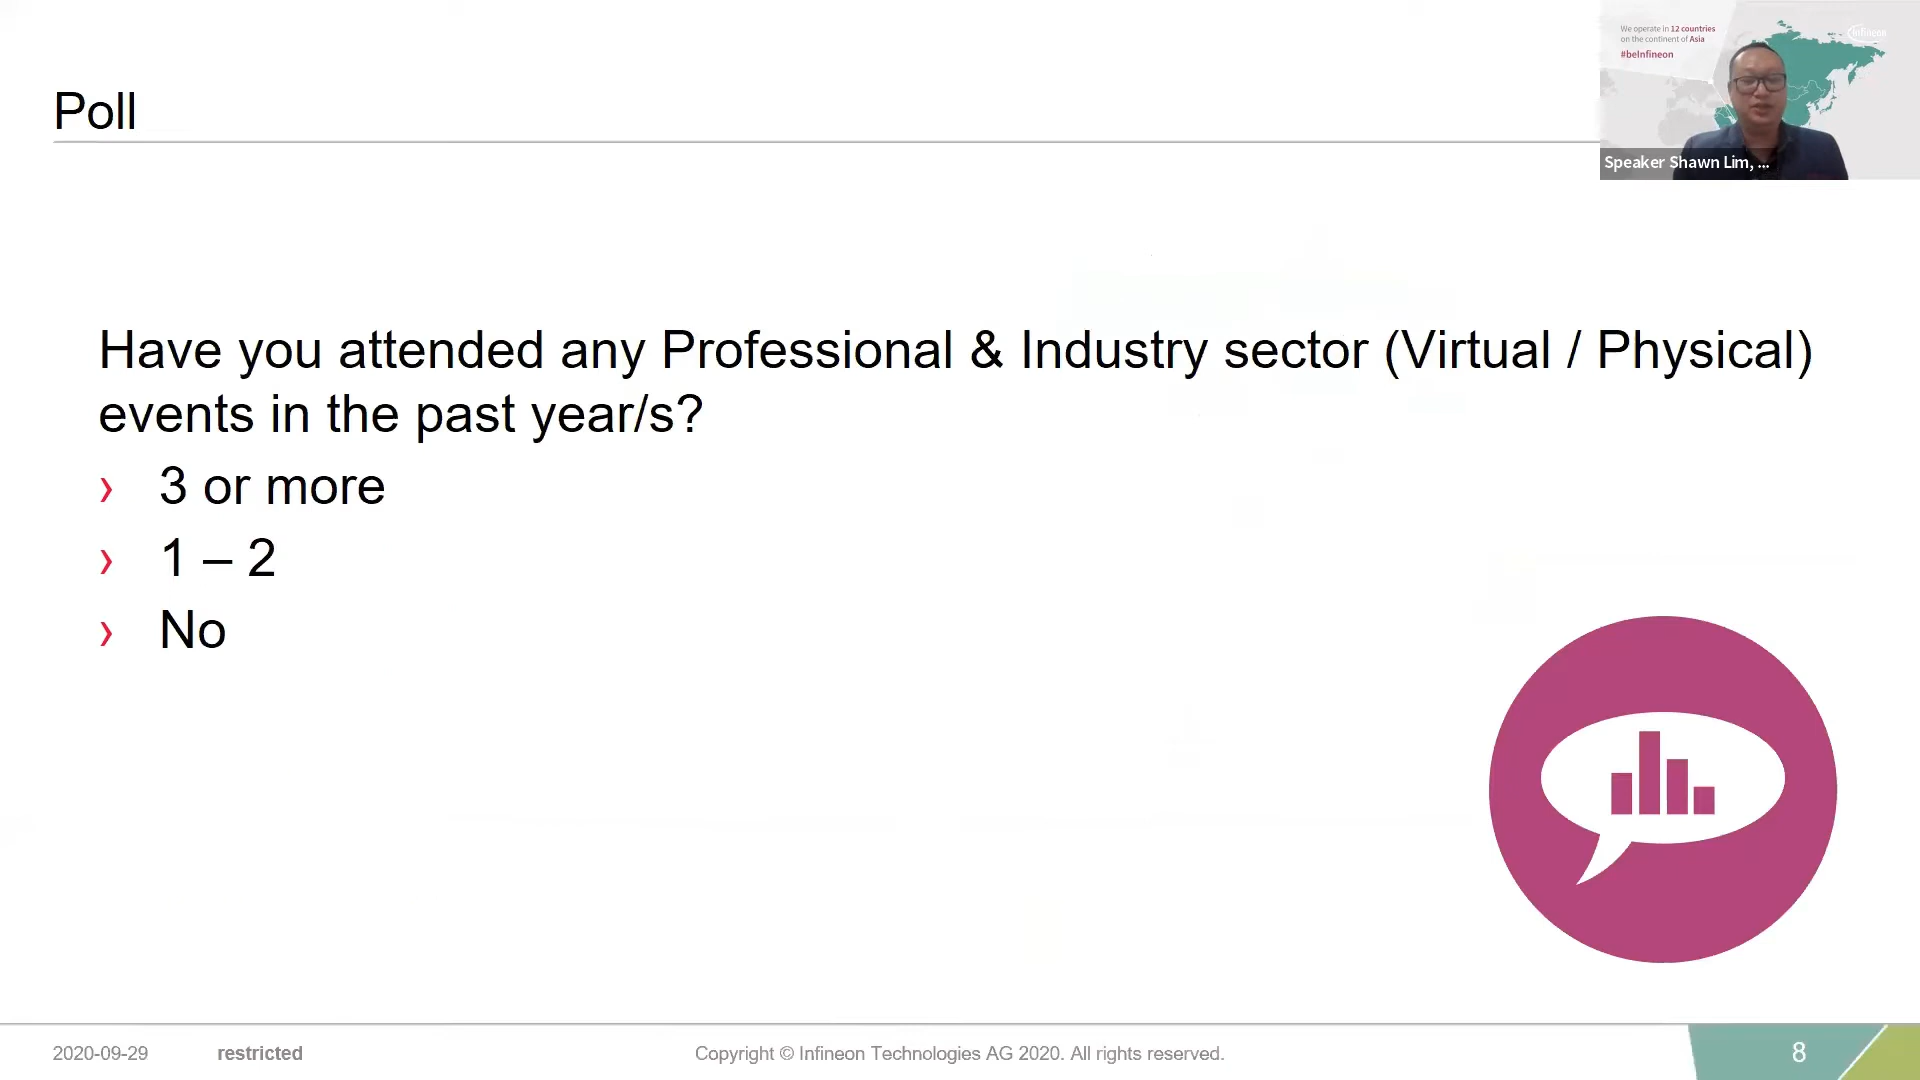 We operate in 12 countries
on the continent of Asia
#beInfineon
infineon
Speaker Shawn Lim, ...
Poll
Have you attended any Professional & Industry sector (Virtual / Physical)
events in the past year/s?
› 3 or more
› 1 – 2
› No
2020-09-29 restricted Copyright © Infineon Technologies AG 2020. All rights reserved. 8